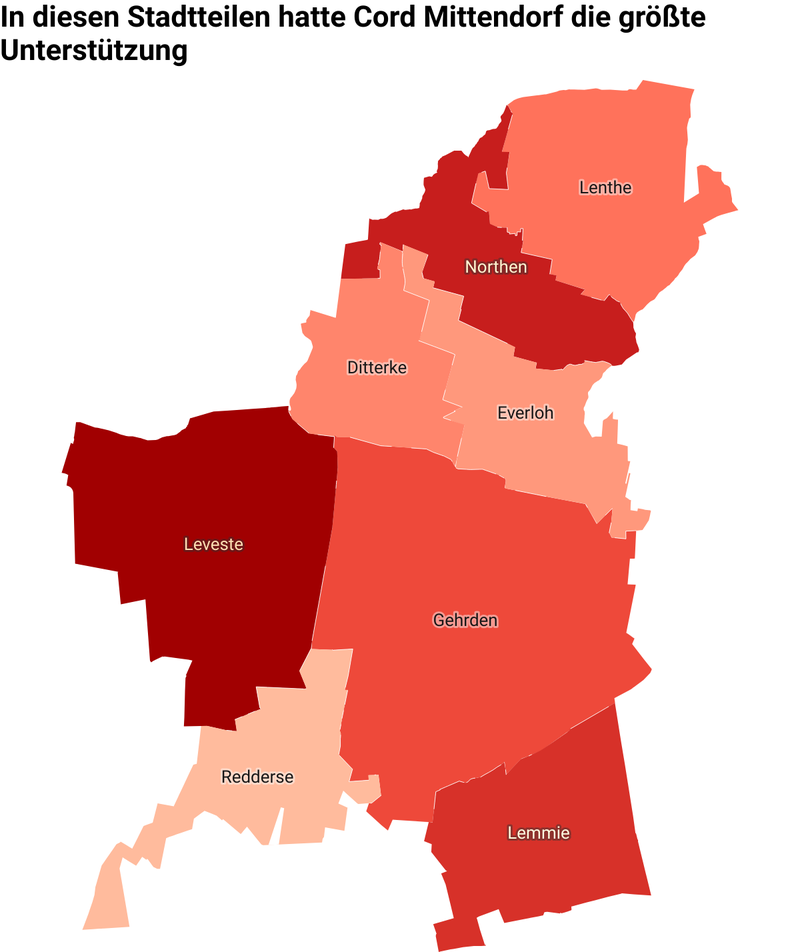 In diesen Stadtteilen hatte Cord Mittendorf die größte
Unterstützung
Lenthe
Northen
Ditterke
Everloh
Leveste
Gehrden
Redderse
Lemmie